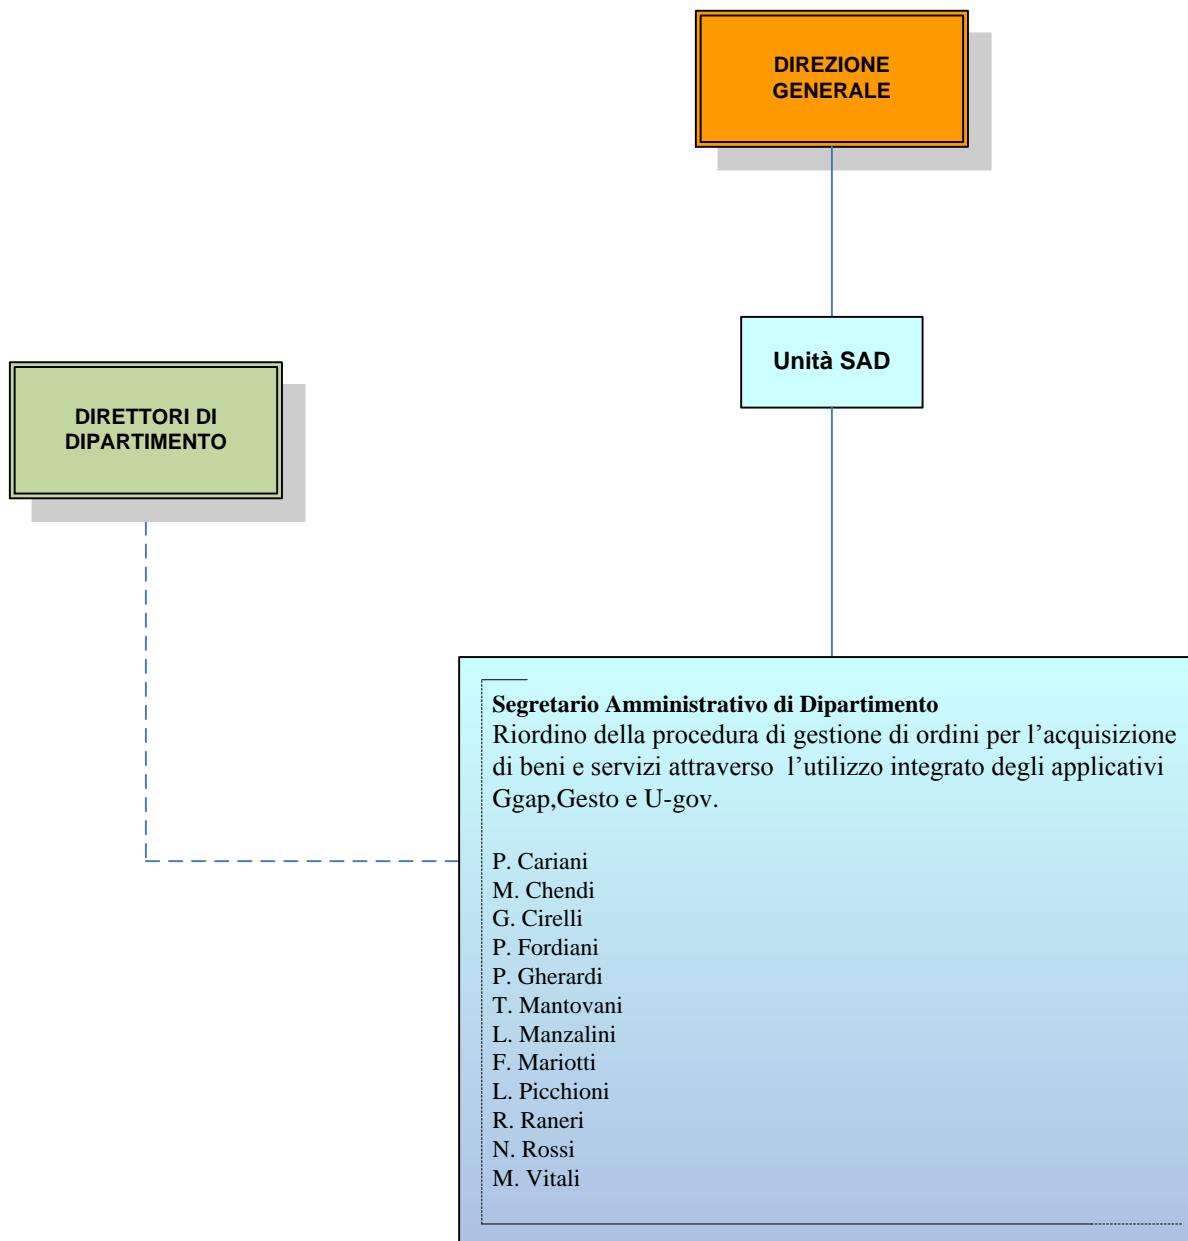 DIREZIONE
GENERALE
Unità SAD
DIRETTORI DI
DIPARTIMENTO
Segretario Amministrativo di Dipartimento
Riordino della procedura di gestione di ordini per l’acquisizione
di beni e servizi attraverso  l’utilizzo integrato degli applicativi
Ggap,Gesto e U-gov.
P. Cariani
M. Chendi
G. Cirelli
P. Fordiani
P. Gherardi
T. Mantovani
L. Manzalini
F. Mariotti
L. Picchioni
R. Raneri
N. Rossi
M. Vitali